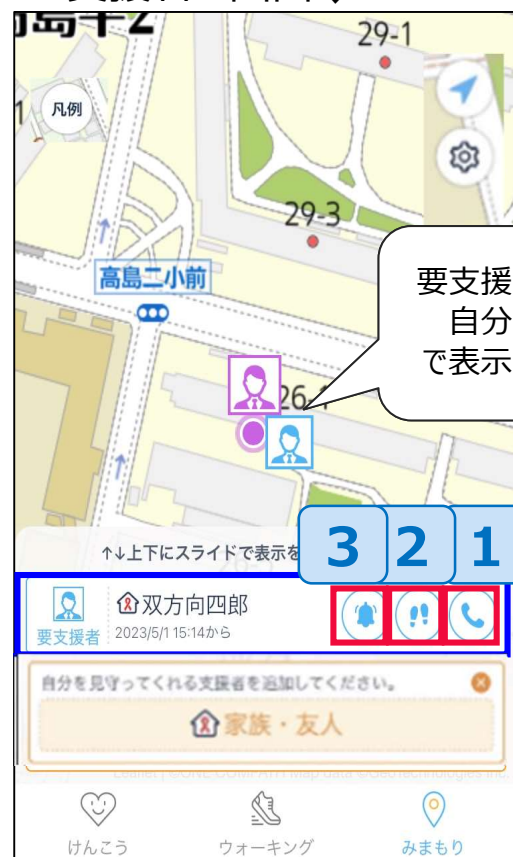 29-1
凡例
29-3
高島二小前
要支援
自分
で表示
26-1
↑↓上下にスライドで表示を
3 2 1
双方向四郎
要支援者 2023/5/1 15:14から
自分を見守ってくれる支援者を追加してください。
家族・友人
けんこう ウォーキング みまもり